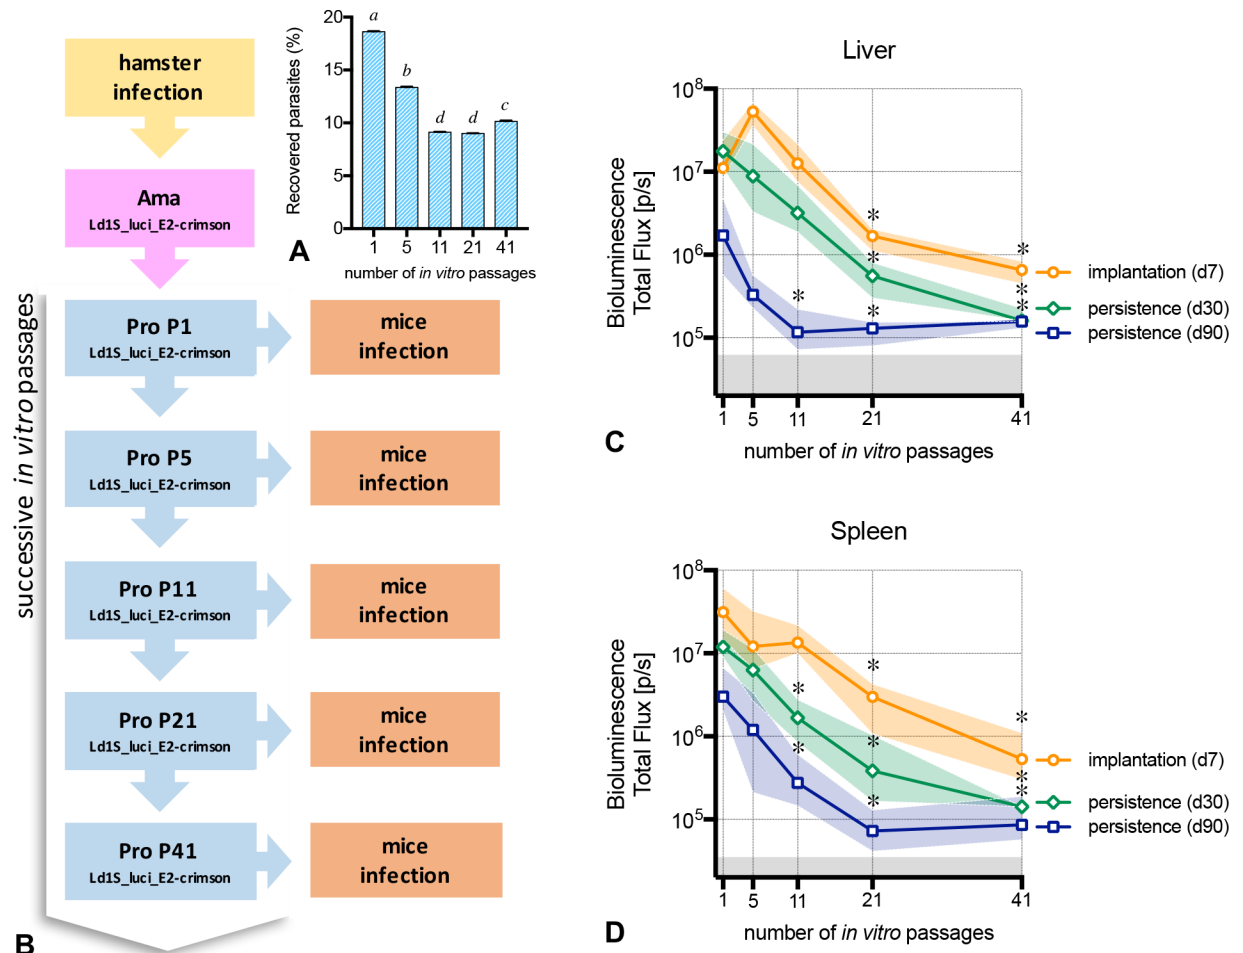 hamster
infection
Ama
Ld1S_luci_E2-crimson
Pro P1
Ld1S_luci_E2-crimson
mice
infection
Pro P5
Ld1S_luci_E2-crimson
mice
infection
Pro P11
Ld1S_luci_E2-crimson
mice
infection
Pro P21
Ld1S_luci_E2-crimson
mice
infection
Pro P41
Ld1S_luci_E2-crimson
mice
infection
successive in vitro passages
B
Recovered parasites (%)
20
15
10
5
0
a
b
d
d
c
1 5 11 21 41
number of in vitro passages
A
Liver
Bioluminescence
Total Flux [p/s]
10⁸
10⁷
10⁶
10⁵
* * * * * * *
implantation (d7)
persistence (d30)
persistence (d90)
1 5 11 21 41
number of in vitro passages
C
Spleen
Bioluminescence
Total Flux [p/s]
10⁸
10⁷
10⁶
10⁵
* * * * * * * *
implantation (d7)
persistence (d30)
persistence (d90)
1 5 11 21 41
number of in vitro passages
D